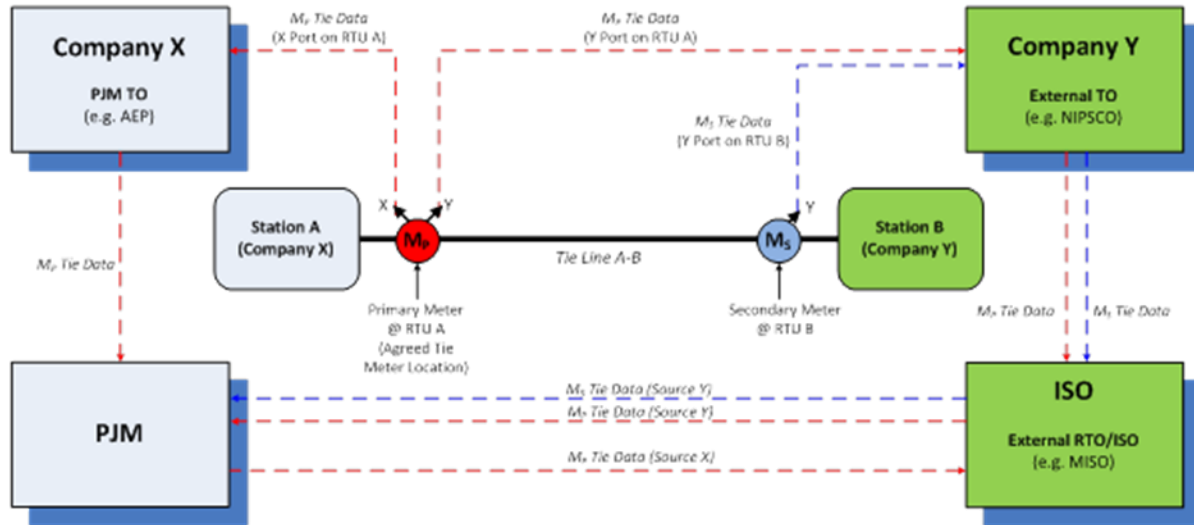 Company X
PJM TO
(e.g. AEP)
MP Tie Data
(X Port on RTU A)
MP Tie Data
(Y Port on RTU A)
Company Y
External TO
(e.g. NIPSCO)
MS Tie Data
(Y Port on RTU B)
X
Y
Y
Station A
(Company X)
MP
Tie Line A-B
MS
Station B
(Company Y)
MP Tie Data
Primary Meter
@ RTU A
(Agreed Tie
Meter Location)
Secondary Meter
@ RTU B
MP Tie Data
MS Tie Data
PJM
MS Tie Data (Source Y)
MP Tie Data (Source Y)
MP Tie Data (Source X)
ISO
External RTO/ISO
(e.g. MISO)